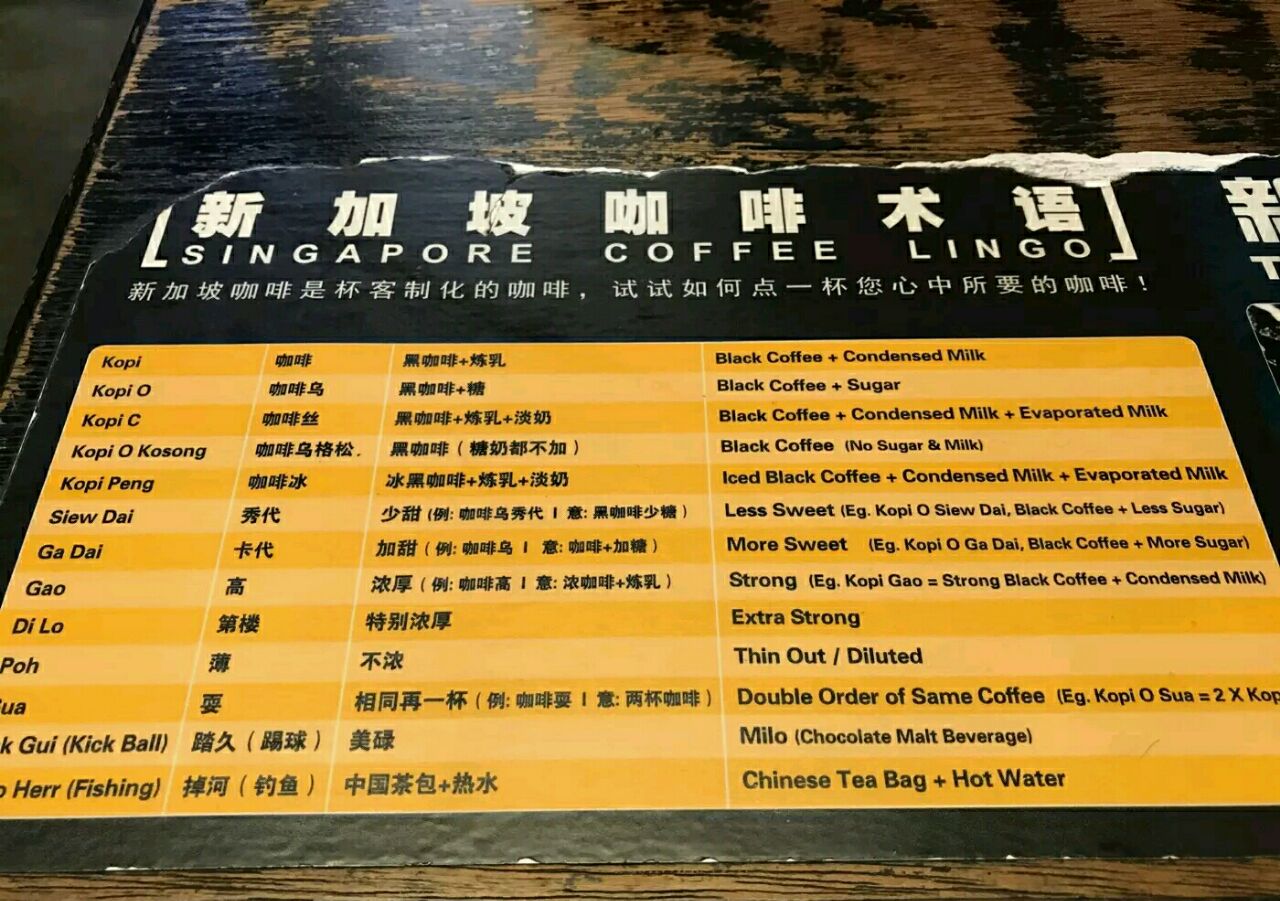 [新加坡咖啡术语]
SINGAPORE COFFEE LINGO
新加坡咖啡是杯客制化的咖啡，试试如何点一杯您心中所要的咖啡！
Kopi 咖啡 黑咖啡+炼乳 Black Coffee + Condensed Milk
Kopi O 咖啡乌 黑咖啡+糖 Black Coffee + Sugar
Kopi C 咖啡丝 黑咖啡+炼乳+淡奶 Black Coffee + Condensed Milk + Evaporated Milk
Kopi O Kosong 咖啡乌格松. 黑咖啡（糖奶都不加） Black Coffee (No Sugar & Milk)
Kopi Peng 咖啡冰 冰黑咖啡+炼乳+淡奶 Iced Black Coffee + Condensed Milk + Evaporated Milk
Siew Dai 秀代 少甜 (例: 咖啡乌秀代 I 意: 黑咖啡少糖） Less Sweet (Eg. Kopi O Siew Dai, Black Coffee + Less Sugar)
Ga Dai 卡代 加甜（例: 咖啡乌 I 意: 咖啡+加糖） More Sweet (Eg. Kopi O Ga Dai, Black Coffee + More Sugar)
Gao 高 浓厚（例: 咖啡高 I 意: 浓咖啡+炼乳） Strong (Eg. Kopi Gao = Strong Black Coffee + Condensed Milk)
Di Lo 第楼 特别浓厚 Extra Strong
Poh 薄 不浓 Thin Out / Diluted
ua 耍 相同再一杯（例: 咖啡耍 I 意: 两杯咖啡） Double Order of Same Coffee (Eg. Kopi O Sua = 2 X Kop
k Gui (Kick Ball) 踏久（踢球） 美碌 Milo (Chocolate Malt Beverage)
o Herr (Fishing) 掉河（钓鱼） 中国茶包+热水 Chinese Tea Bag + Hot Water